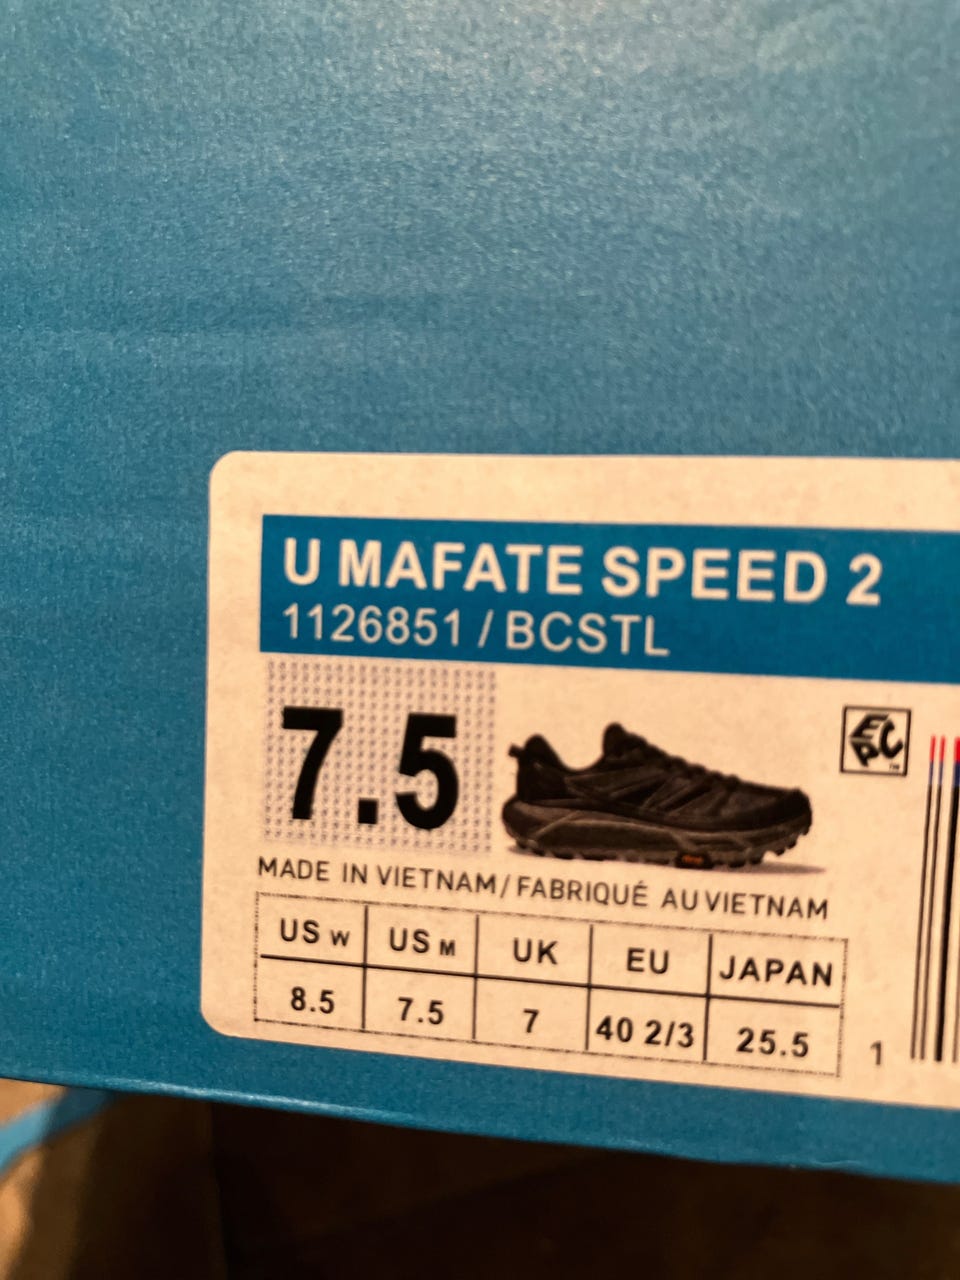 U MAFATE SPEED 2
1126851 / BCSTL
7.5
MADE IN VIETNAM / FABRIQUÉ AU VIETNAM
US W US M UK EU JAPAN
8.5 7.5 7 40 2/3 25.5
1